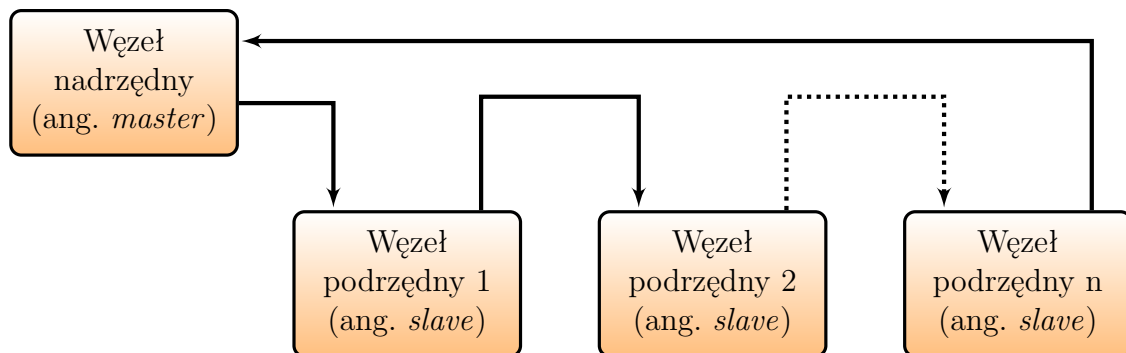 Węzeł
nadrzędny
(ang. master)
Węzeł
podrzędny 1
(ang. slave)
Węzeł
podrzędny 2
(ang. slave)
Węzeł
podrzędny n
(ang. slave)